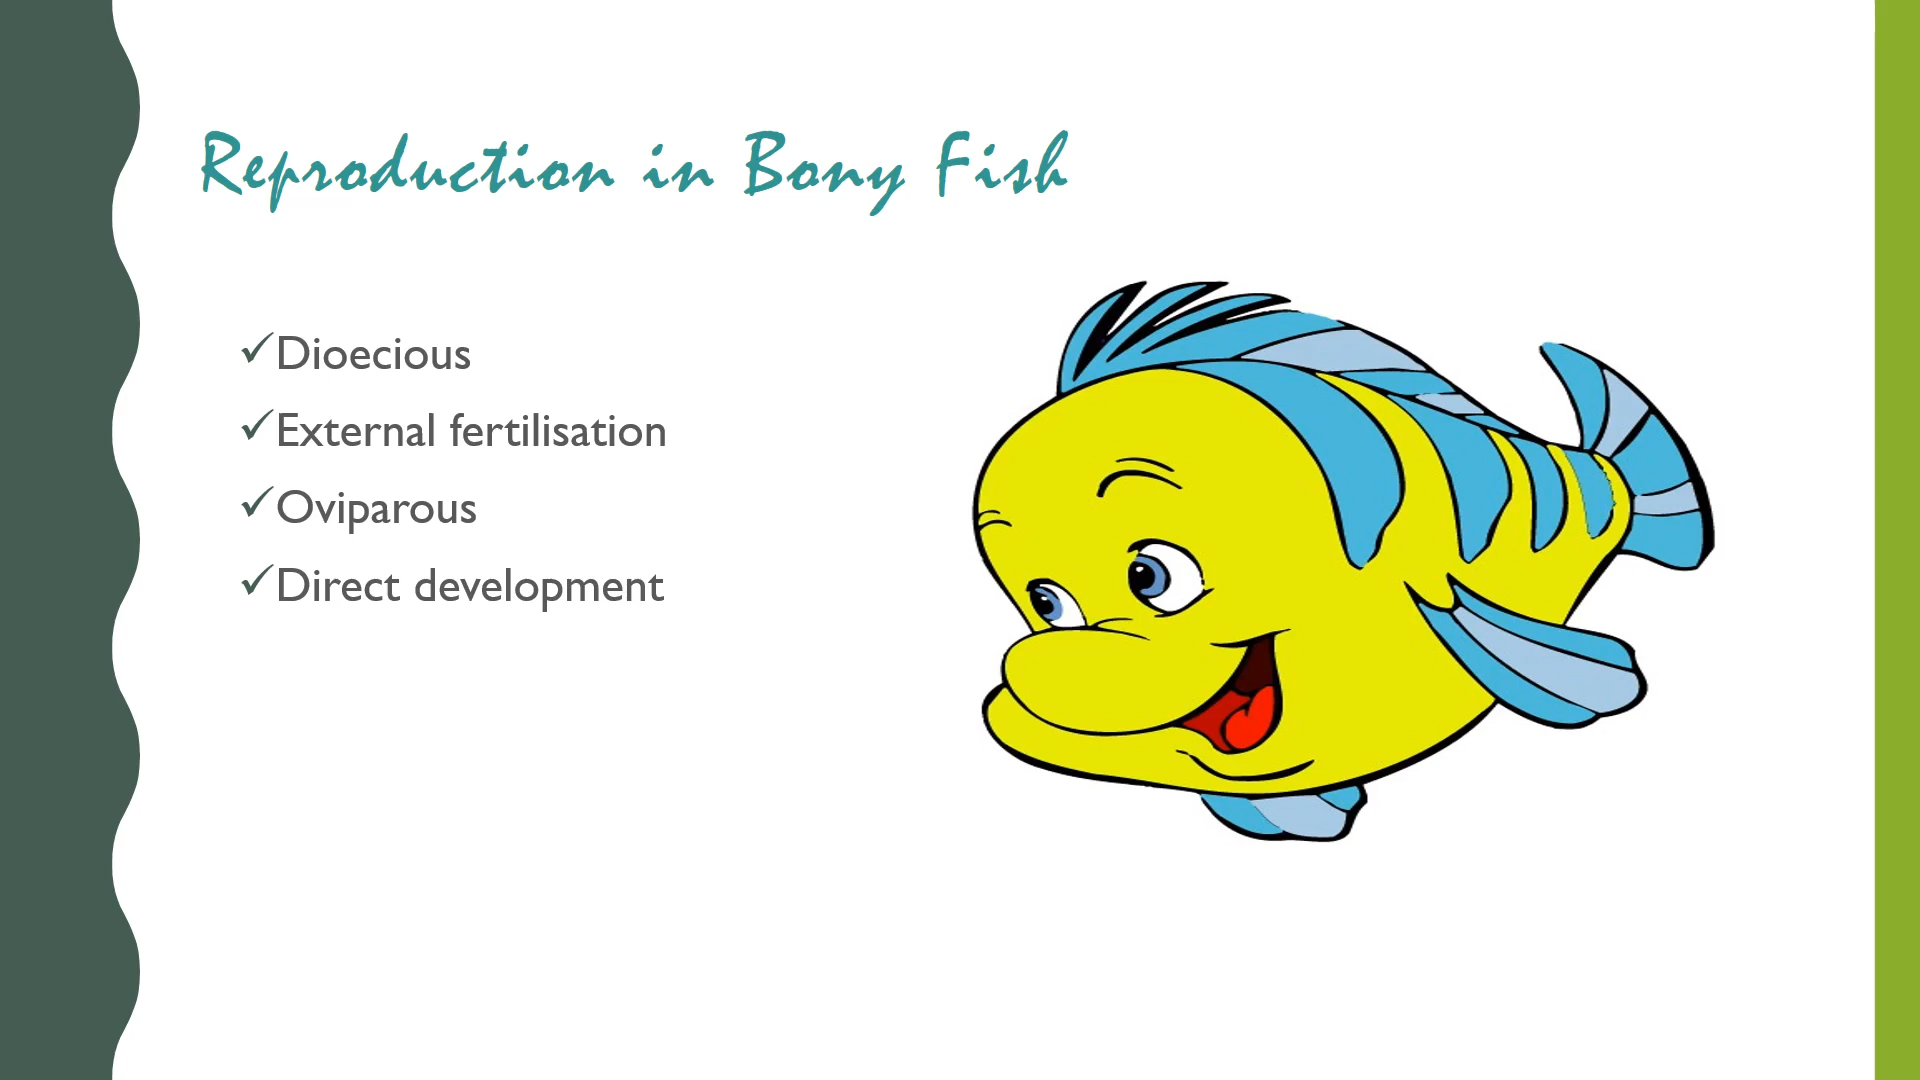 Reproduction in Bony Fish
✓Dioecious
✓External fertilisation
✓Oviparous
✓Direct development